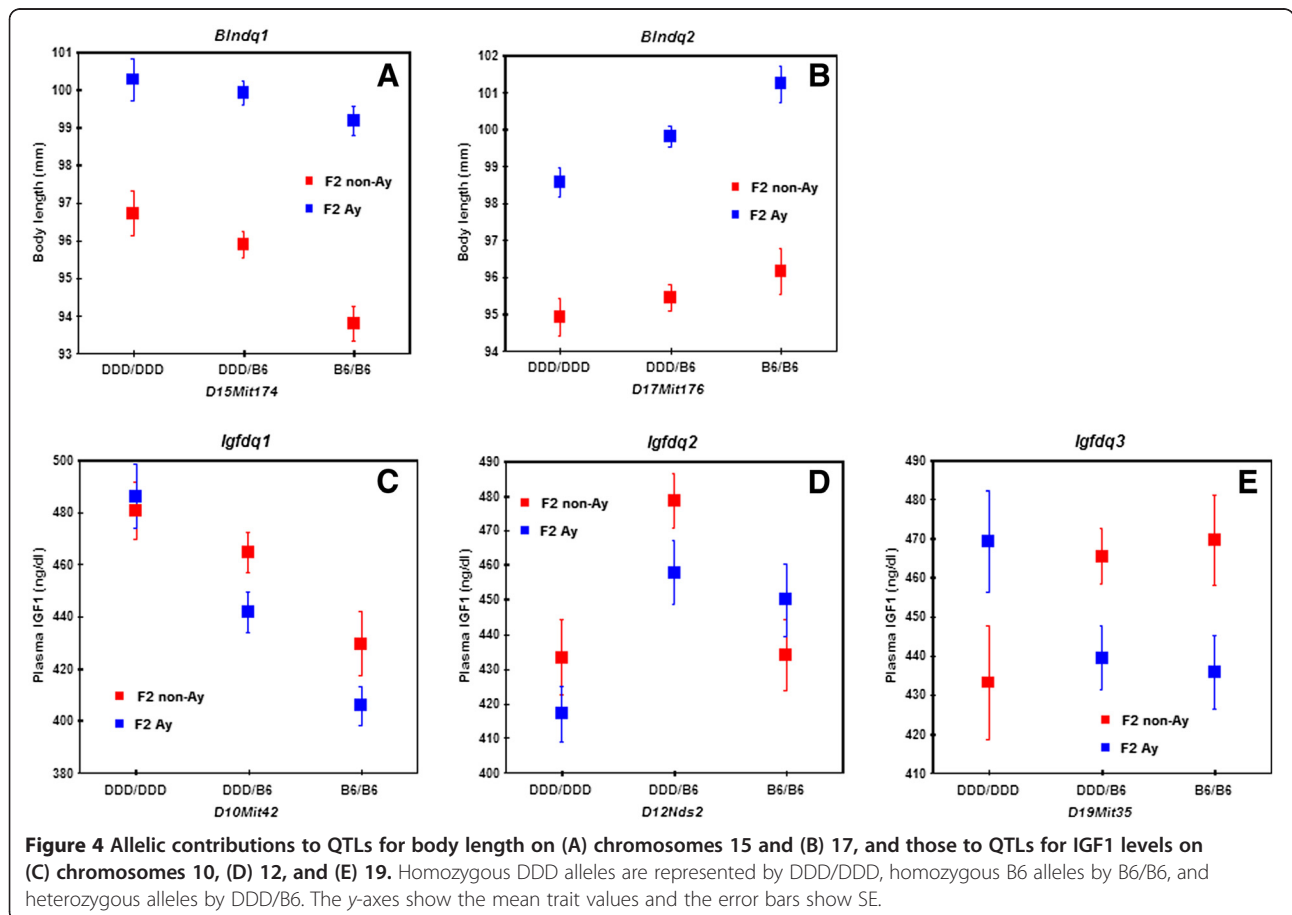 Blndq1
A
101
100
99
98
97
96
95
94
93
Body length (mm)
F2 non-Ay
F2 Ay
DDD/DDD DDD/B6 B6/B6
D15Mit174
Blndq2
B
102
101
100
99
98
97
96
95
94
Body length (mm)
F2 non-Ay
F2 Ay
DDD/DDD DDD/B6 B6/B6
D17Mit176
Igfdq1
C
500
480
460
440
420
400
380
Plasma IGF1 (ng/dl)
F2 non-Ay
F2 Ay
DDD/DDD DDD/B6 B6/B6
D10Mit42
Igfdq2
D
490
480
470
460
450
440
430
420
410
400
Plasma IGF1 (ng/dl)
F2 non-Ay
F2 Ay
DDD/DDD DDD/B6 B6/B6
D12Nds2
Igfdq3
E
490
480
470
460
450
440
430
420
410
Plasma IGF1 (ng/dl)
F2 non-Ay
F2 Ay
DDD/DDD DDD/B6 B6/B6
D19Mit35
Figure 4 Allelic contributions to QTLs for body length on (A) chromosomes 15 and (B) 17, and those to QTLs for IGF1 levels on
(C) chromosomes 10, (D) 12, and (E) 19. Homozygous DDD alleles are represented by DDD/DDD, homozygous B6 alleles by B6/B6, and
heterozygous alleles by DDD/B6. The y-axes show the mean trait values and the error bars show SE.